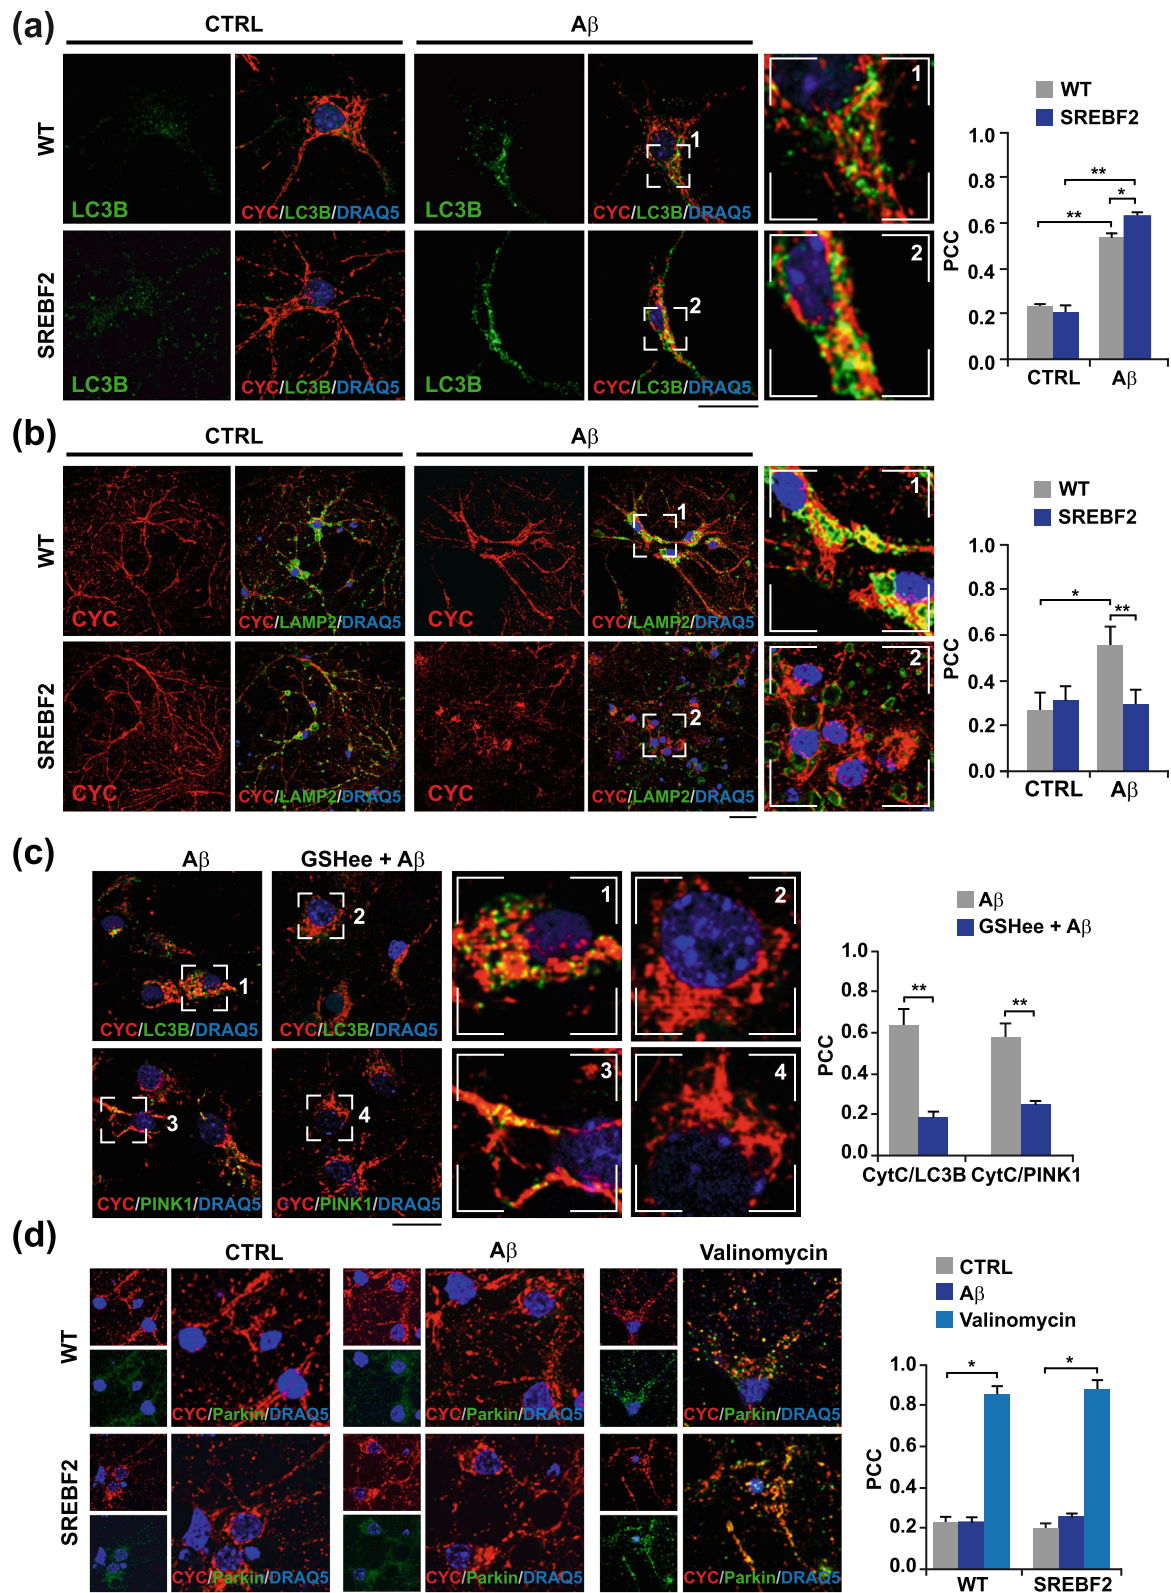 (a)
CTRL
Aβ
WT
LC3B
CYC/LC3B/DRAQ5
LC3B
CYC/LC3B/DRAQ5
1
1
SREBF2
LC3B
CYC/LC3B/DRAQ5
LC3B
CYC/LC3B/DRAQ5
2
2
WT
SREBF2
PCC
1.0
0.8
0.6
0.4
0.2
0.0
**
*
**
CTRL
Aβ
(b)
CTRL
Aβ
WT
CYC
CYC/LAMP2/DRAQ5
CYC
CYC/LAMP2/DRAQ5
1
1
SREBF2
CYC
CYC/LAMP2/DRAQ5
CYC
CYC/LAMP2/DRAQ5
2
2
WT
SREBF2
PCC
1.0
0.8
0.6
0.4
0.2
0.0
*
**
CTRL
Aβ
(c)
Aβ
GSHee + Aβ
1
CYC/LC3B/DRAQ5
2
CYC/LC3B/DRAQ5
1
2
3
CYC/PINK1/DRAQ5
4
CYC/PINK1/DRAQ5
3
4
Aβ
GSHee + Aβ
PCC
1.0
0.8
0.6
0.4
0.2
0.0
**
**
CytC/LC3B
CytC/PINK1
(d)
CTRL
Aβ
Valinomycin
WT
CYC/Parkin/DRAQ5
CYC/Parkin/DRAQ5
CYC/Parkin/DRAQ5
SREBF2
CYC/Parkin/DRAQ5
CYC/Parkin/DRAQ5
CYC/Parkin/DRAQ5
CTRL
Aβ
Valinomycin
PCC
1.0
0.8
0.6
0.4
0.2
0.0
*
*
WT
SREBF2